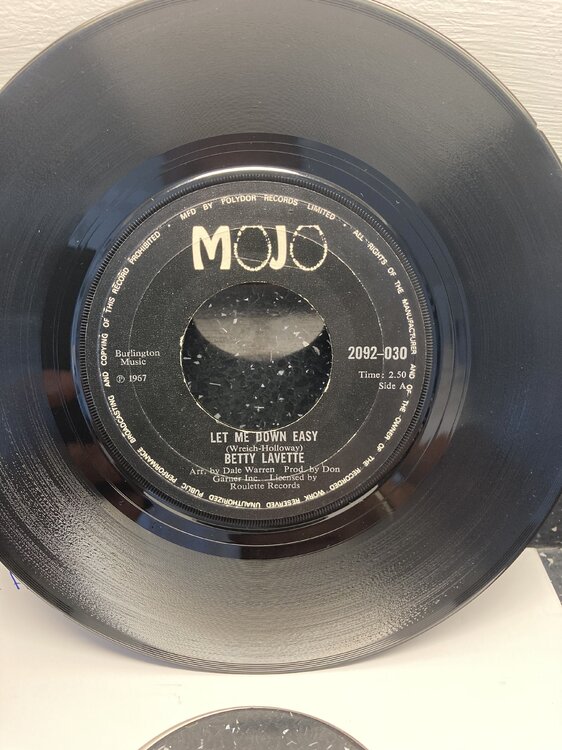 MFD BY POLYDOR RECORDS LIMITED • ALL RIGHTS OF THE MANUFACTURER AND OF THE OWNER OF THE RECORDED WORK RESERVED UNAUTHORIZED PUBLIC PERFORMANCE BROADCASTING AND COPYING OF THIS RECORD PROHIBITED •
MOJO
Burlington
Music
℗ 1967
2092-030
Time: 2.50
Side A
LET ME DOWN EASY
(Wreich-Holloway)
BETTY LAVETTE
Arr. by Dale Warren Prod. by Don
Garner Inc. Licensed by
Roulette Records